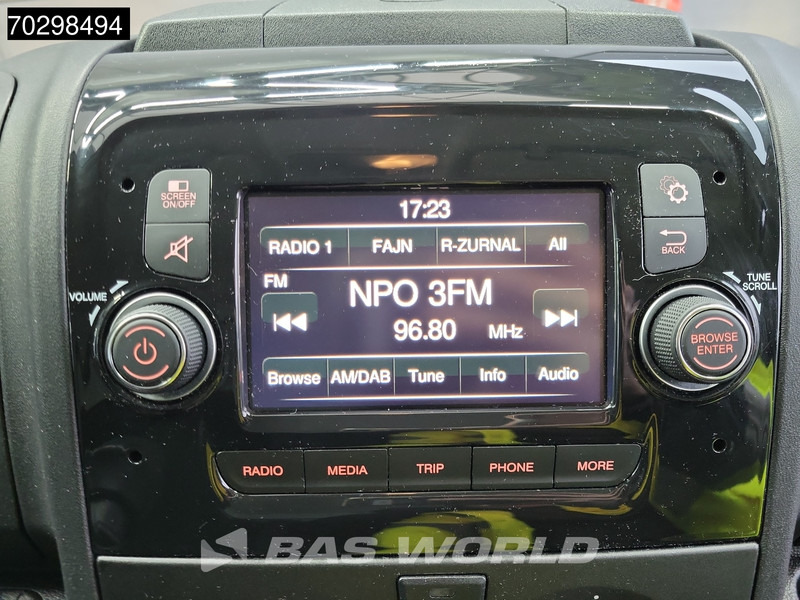 70298494
SCREEN
ON/OFF
17:23
BACK
RADIO 1 FAJN R-ZURNAL All
FM
VOLUME
NPO 3FM
TUNE
SCROLL
96.80 MHz
BROWSE
ENTER
Browse AM/DAB Tune Info Audio
RADIO MEDIA TRIP PHONE MORE
BAS WORLD